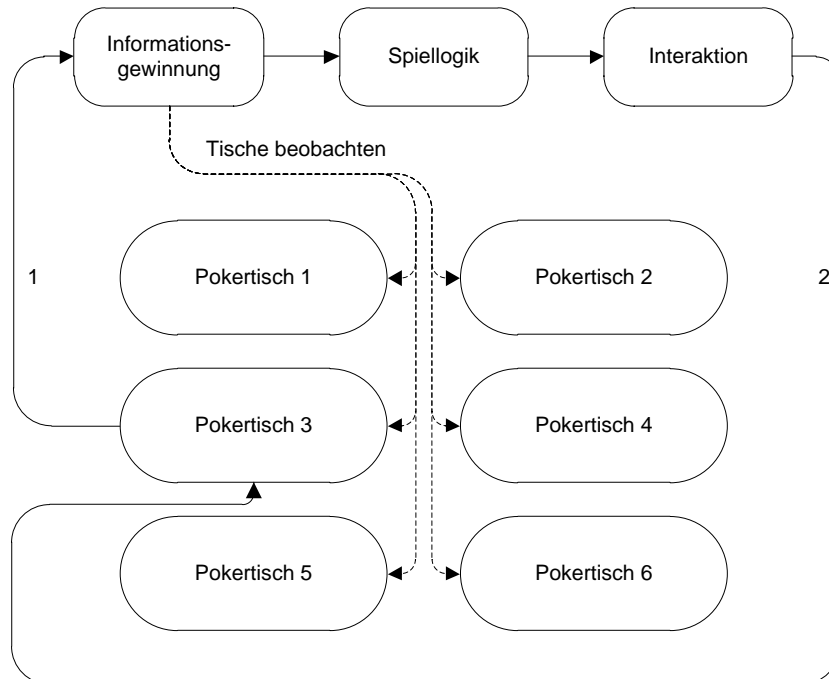 Informations-
gewinnung
Spiellogik
Interaktion
Tische beobachten
Pokertisch 1
Pokertisch 2
1
2
Pokertisch 3
Pokertisch 4
Pokertisch 5
Pokertisch 6